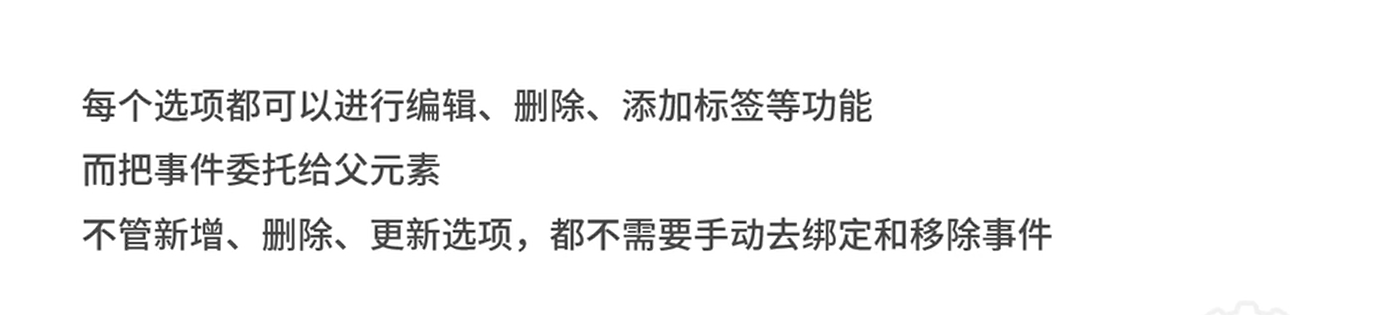 每个选项都可以进行编辑、删除、添加标签等功能
而把事件委托给父元素
不管新增、删除、更新选项，都不需要手动去绑定和移除事件